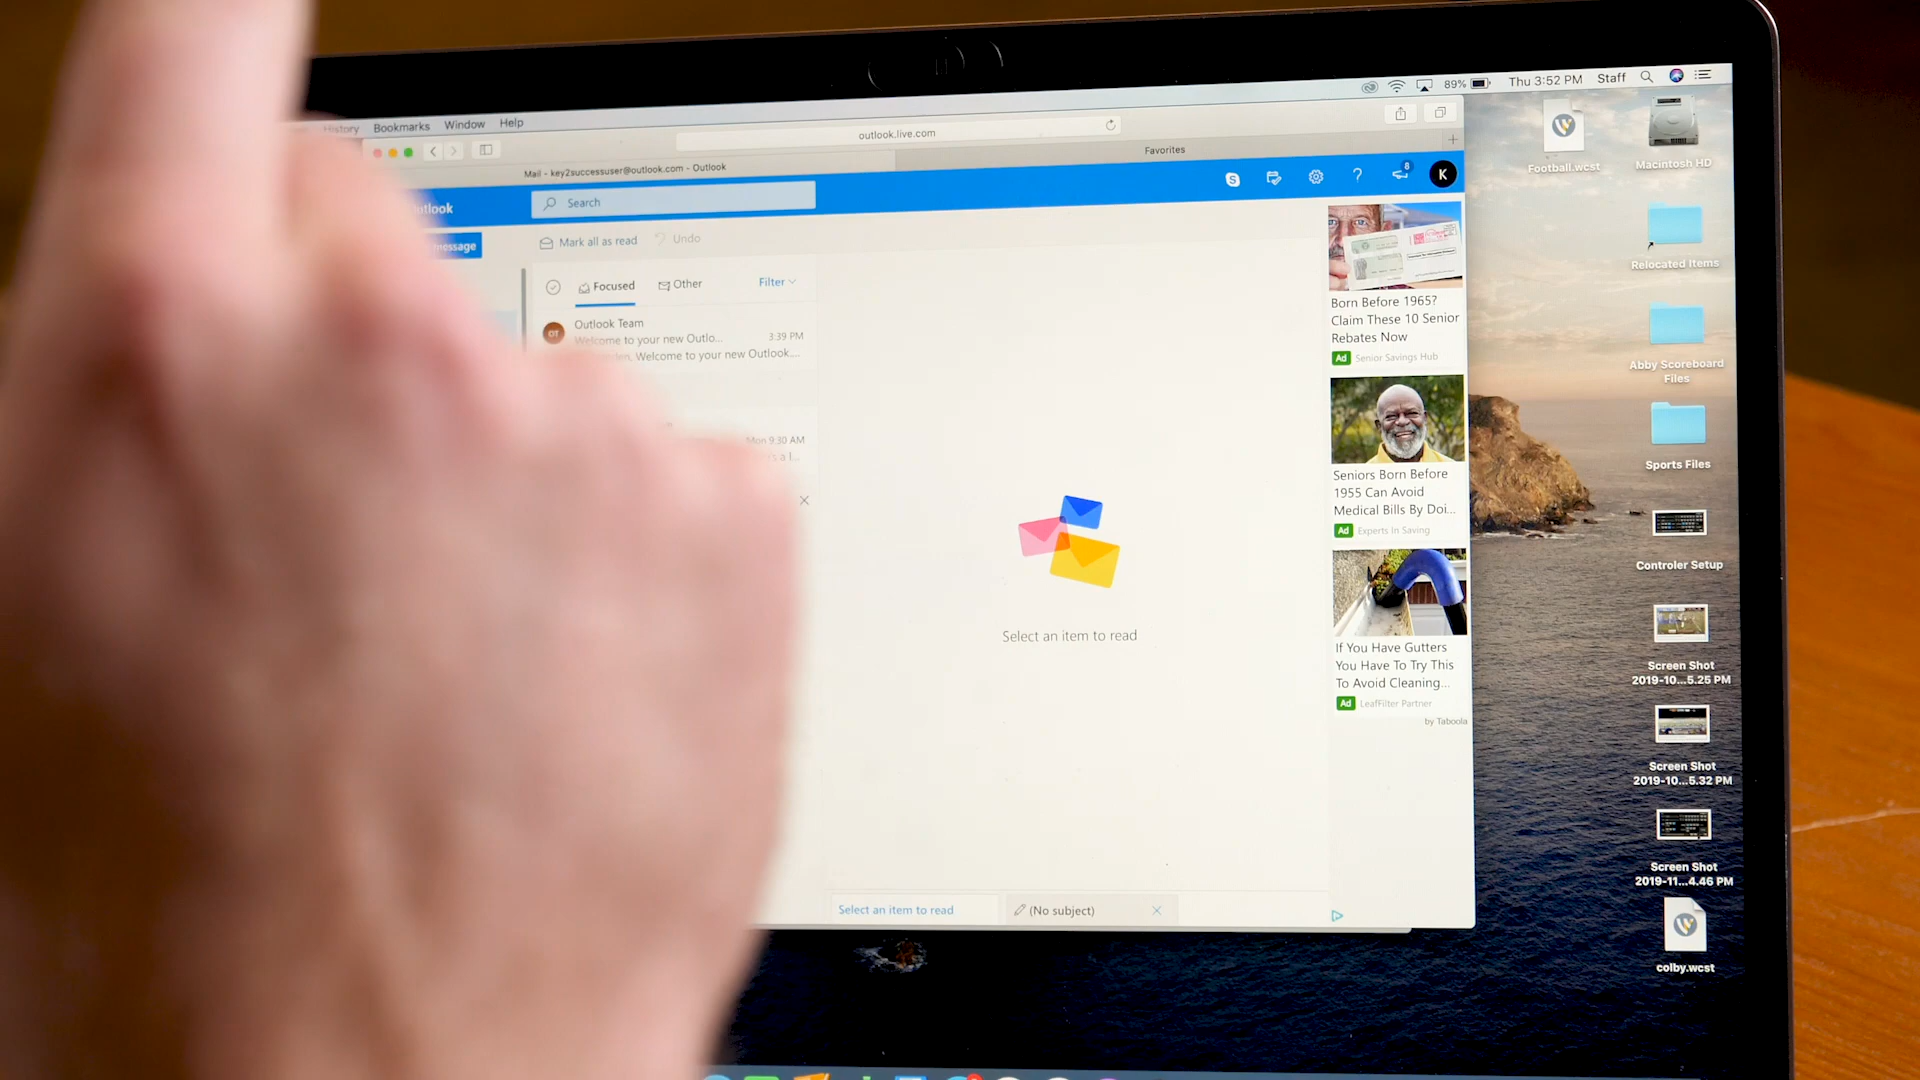 History Bookmarks Window Help
89% Thu 3:52 PM Staff
outlook.live.com
Mail - key2successuser@outlook.com - Outlook
Favorites
utlook
Search
8
K
message
Mark all as read
Undo
Focused
Other
Filter
OT
Outlook Team
Welcome to your new Outlo...
3:39 PM
Welcome to your new Outlook....
Mon 9:30 AM
's a l...
Select an item to read
Select an item to read
(No subject)
Born Before 1965?
Claim These 10 Senior
Rebates Now
Ad Senior Savings Hub
Seniors Born Before
1955 Can Avoid
Medical Bills By Doi...
Ad Experts In Saving
If You Have Gutters
You Have To Try This
To Avoid Cleaning...
Ad LeafFilter Partner
by Taboola
Football.wcst
Macintosh HD
Relocated Items
Abby Scoreboard
Files
Sports Files
Controler Setup
Screen Shot
2019-10...5.25 PM
Screen Shot
2019-10...5.32 PM
Screen Shot
2019-11...4.46 PM
colby.wcst